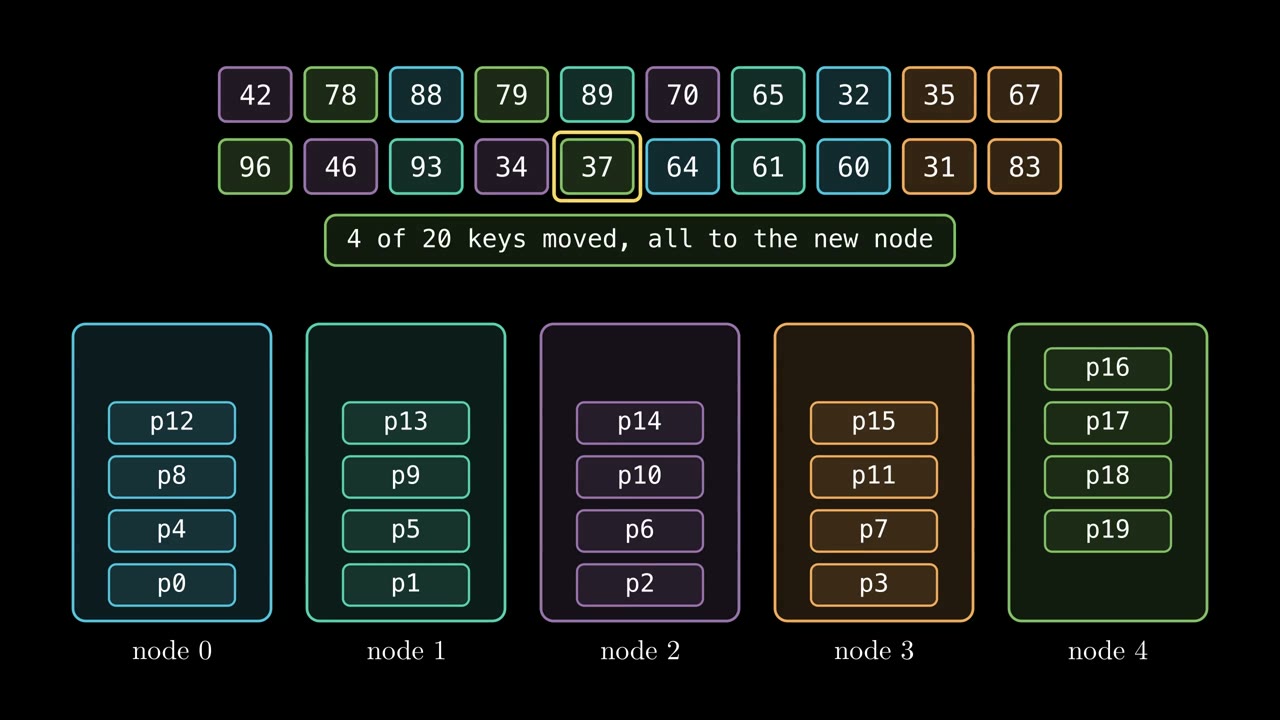 42 78 88 79 89 70 65 32 35 67
96 46 93 34 37 64 61 60 31 83
4 of 20 keys moved, all to the new node
p16
p12 p13 p14 p15 p17
p8 p9 p10 p11 p18
p4 p5 p6 p7 p19
p0 p1 p2 p3
node 0 node 1 node 2 node 3 node 4